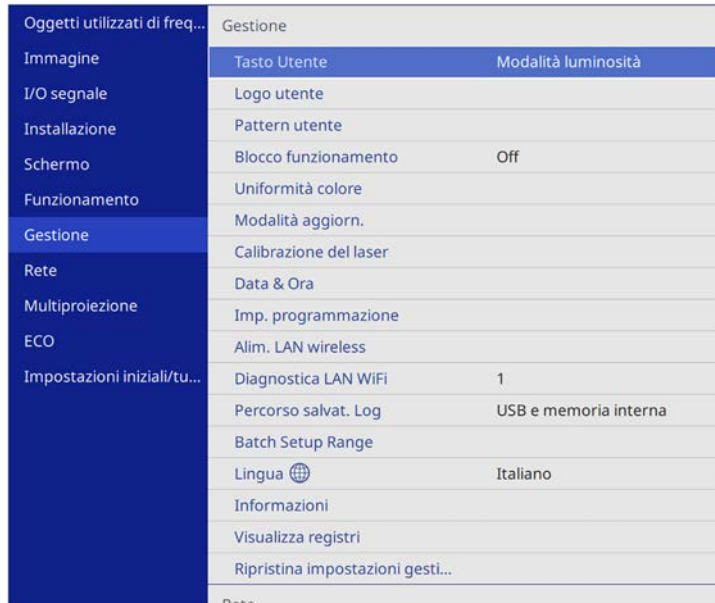 Oggetti utilizzati di freq...
Immagine
I/O segnale
Installazione
Schermo
Funzionamento
Gestione
Rete
Multiproiezione
ECO
Impostazioni iniziali/tu...
Gestione
Tasto Utente Modalità luminosità
Logo utente
Pattern utente
Blocco funzionamento Off
Uniformità colore
Modalità aggiorn.
Calibrazione del laser
Data & Ora
Imp. programmazione
Alim. LAN wireless
Diagnostica LAN WiFi 1
Percorso salvat. Log USB e memoria interna
Batch Setup Range
Lingua Italiano
Informazioni
Visualizza registri
Ripristina impostazioni gesti...